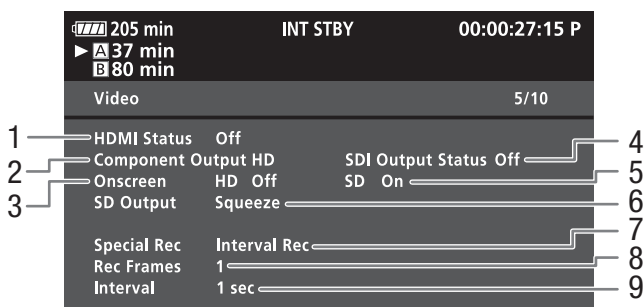 205 min INT STBY 00:00:27:15 P
A 37 min
B 80 min
Video 5/10
1 HDMI Status Off
2 Component Output HD SDI Output Status Off 4
3 Onscreen HD Off SD On 5
SD Output Squeeze 6
Special Rec Interval Rec 7
Rec Frames 1 8
Interval 1 sec 9